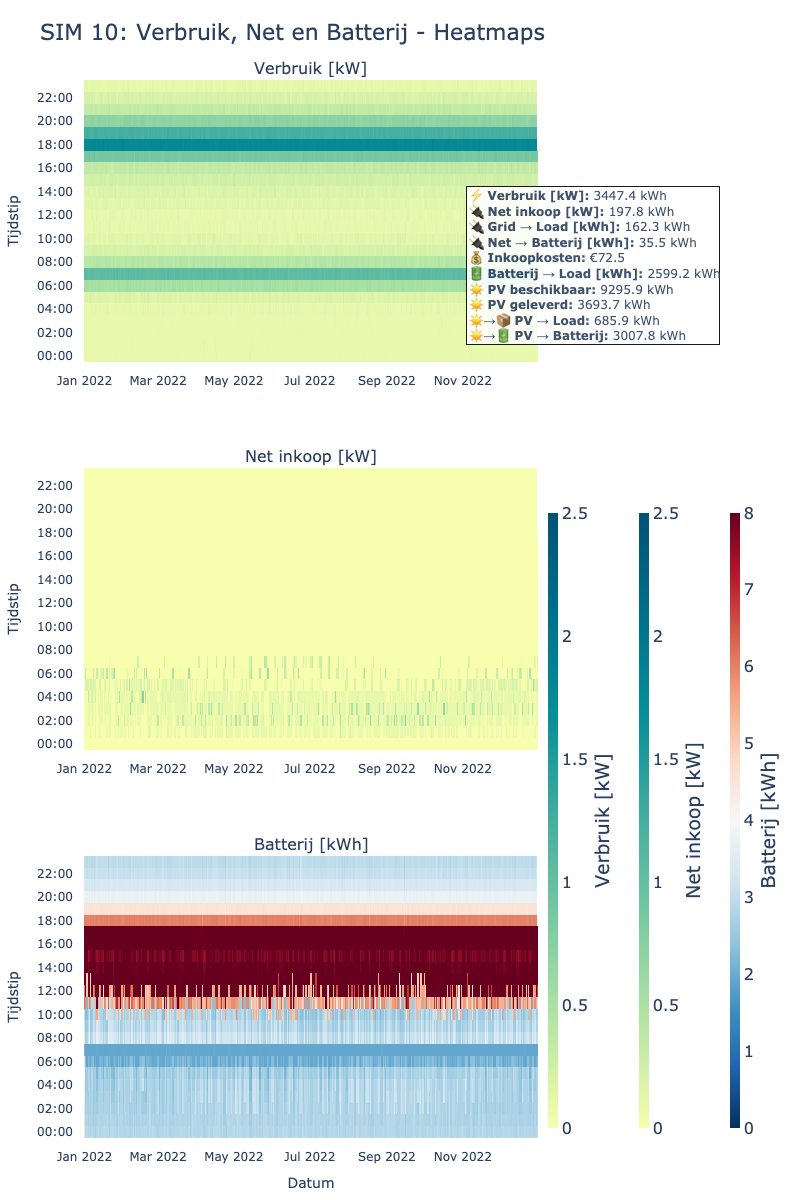 SIM 10: Verbruik, Net en Batterij - Heatmaps
Verbruik [kW]
22:00
20:00
18:00
16:00
14:00
12:00
10:00
08:00
06:00
04:00
02:00
00:00
Tijdstip
Jan 2022 Mar 2022 May 2022 Jul 2022 Sep 2022 Nov 2022
⚡ Verbruik [kW]: 3447.4 kWh
🔌 Net inkoop [kW]: 197.8 kWh
🔌 Grid → Load [kWh]: 162.3 kWh
🔌 Net → Batterij [kWh]: 35.5 kWh
💰 Inkoopkosten: €72.5
🔋 Batterij → Load [kWh]: 2599.2 kWh
☀️ PV beschikbaar: 9295.9 kWh
☀️ PV geleverd: 3693.7 kWh
☀️→📦 PV → Load: 685.9 kWh
☀️→🔋 PV → Batterij: 3007.8 kWh
Net inkoop [kW]
22:00
20:00
18:00
16:00
14:00
12:00
10:00
08:00
06:00
04:00
02:00
00:00
Tijdstip
Jan 2022 Mar 2022 May 2022 Jul 2022 Sep 2022 Nov 2022
Batterij [kWh]
22:00
20:00
18:00
16:00
14:00
12:00
10:00
08:00
06:00
04:00
02:00
00:00
Tijdstip
Jan 2022 Mar 2022 May 2022 Jul 2022 Sep 2022 Nov 2022
Datum
2.5
2
1.5
1
0.5
0
Verbruik [kW]
2.5
2
1.5
1
0.5
0
Net inkoop [kW]
8
7
6
5
4
3
2
1
0
Batterij [kWh]